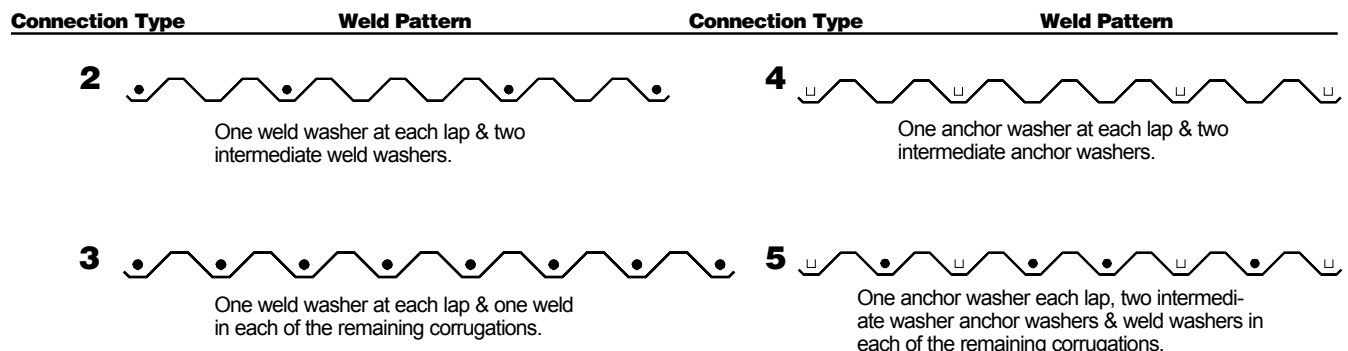 Connection Type Weld Pattern Connection Type Weld Pattern
2
One weld washer at each lap & two
intermediate weld washers.
4
One anchor washer at each lap & two
intermediate anchor washers.
3
One weld washer at each lap & one weld
in each of the remaining corrugations.
5
One anchor washer each lap, two intermedi-
ate washer anchor washers & weld washers in
each of the remaining corrugations.